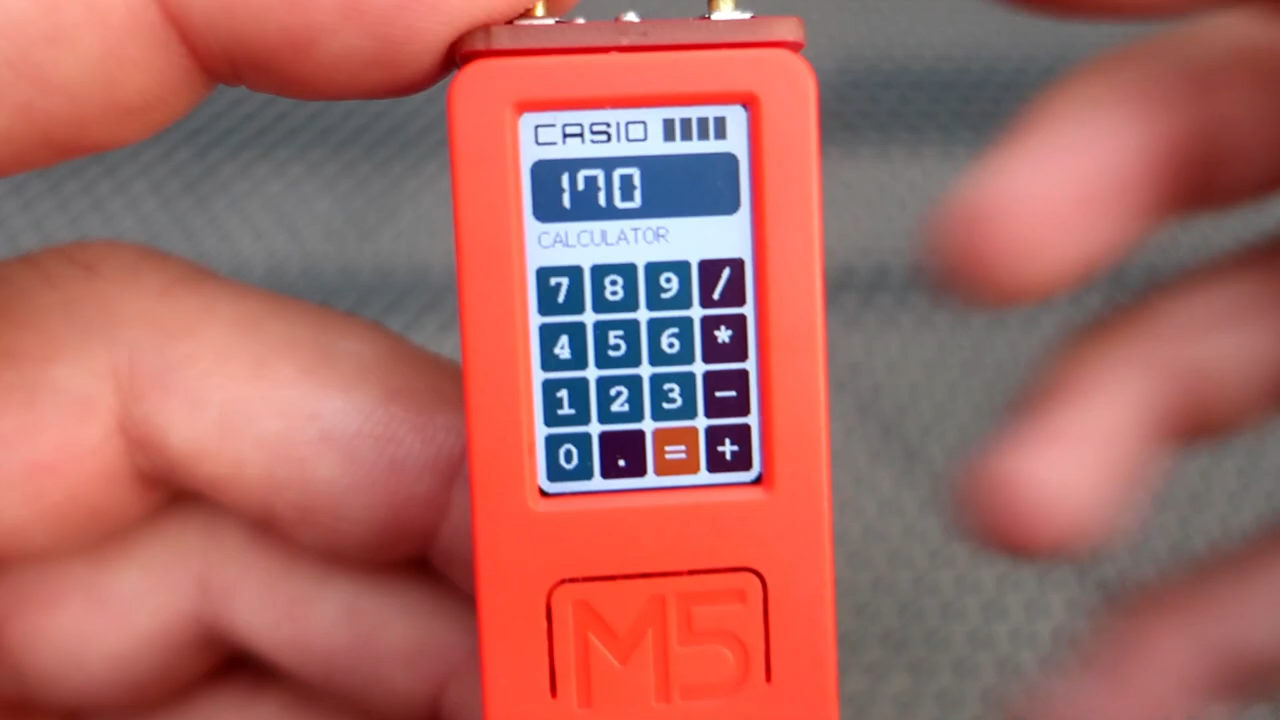 CASIO
170
CALCULATOR
7 8 9 /
4 5 6 *
1 2 3 -
0 . = +
M5